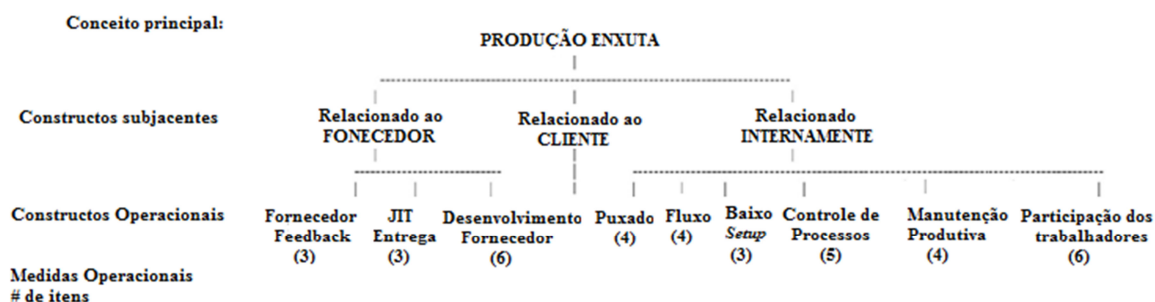 Conceito principal:
PRODUÇÃO ENXUTA
Constructos subjacentes
Relacionado ao
FONECEDOR
Relacionado ao
CLIENTE
Relacionado
INTERNAMENTE
Constructos Operacionais
Fornecedor
Feedback
(3)
JIT
Entrega
(3)
Desenvolvimento
Fornecedor
(6)
Puxado
(4)
Fluxo
(4)
Baixo
Setup
(3)
Controle de
Processos
(5)
Manutenção
Produtiva
(4)
Participação dos
trabalhadores
(6)
Medidas Operacionais
# de itens